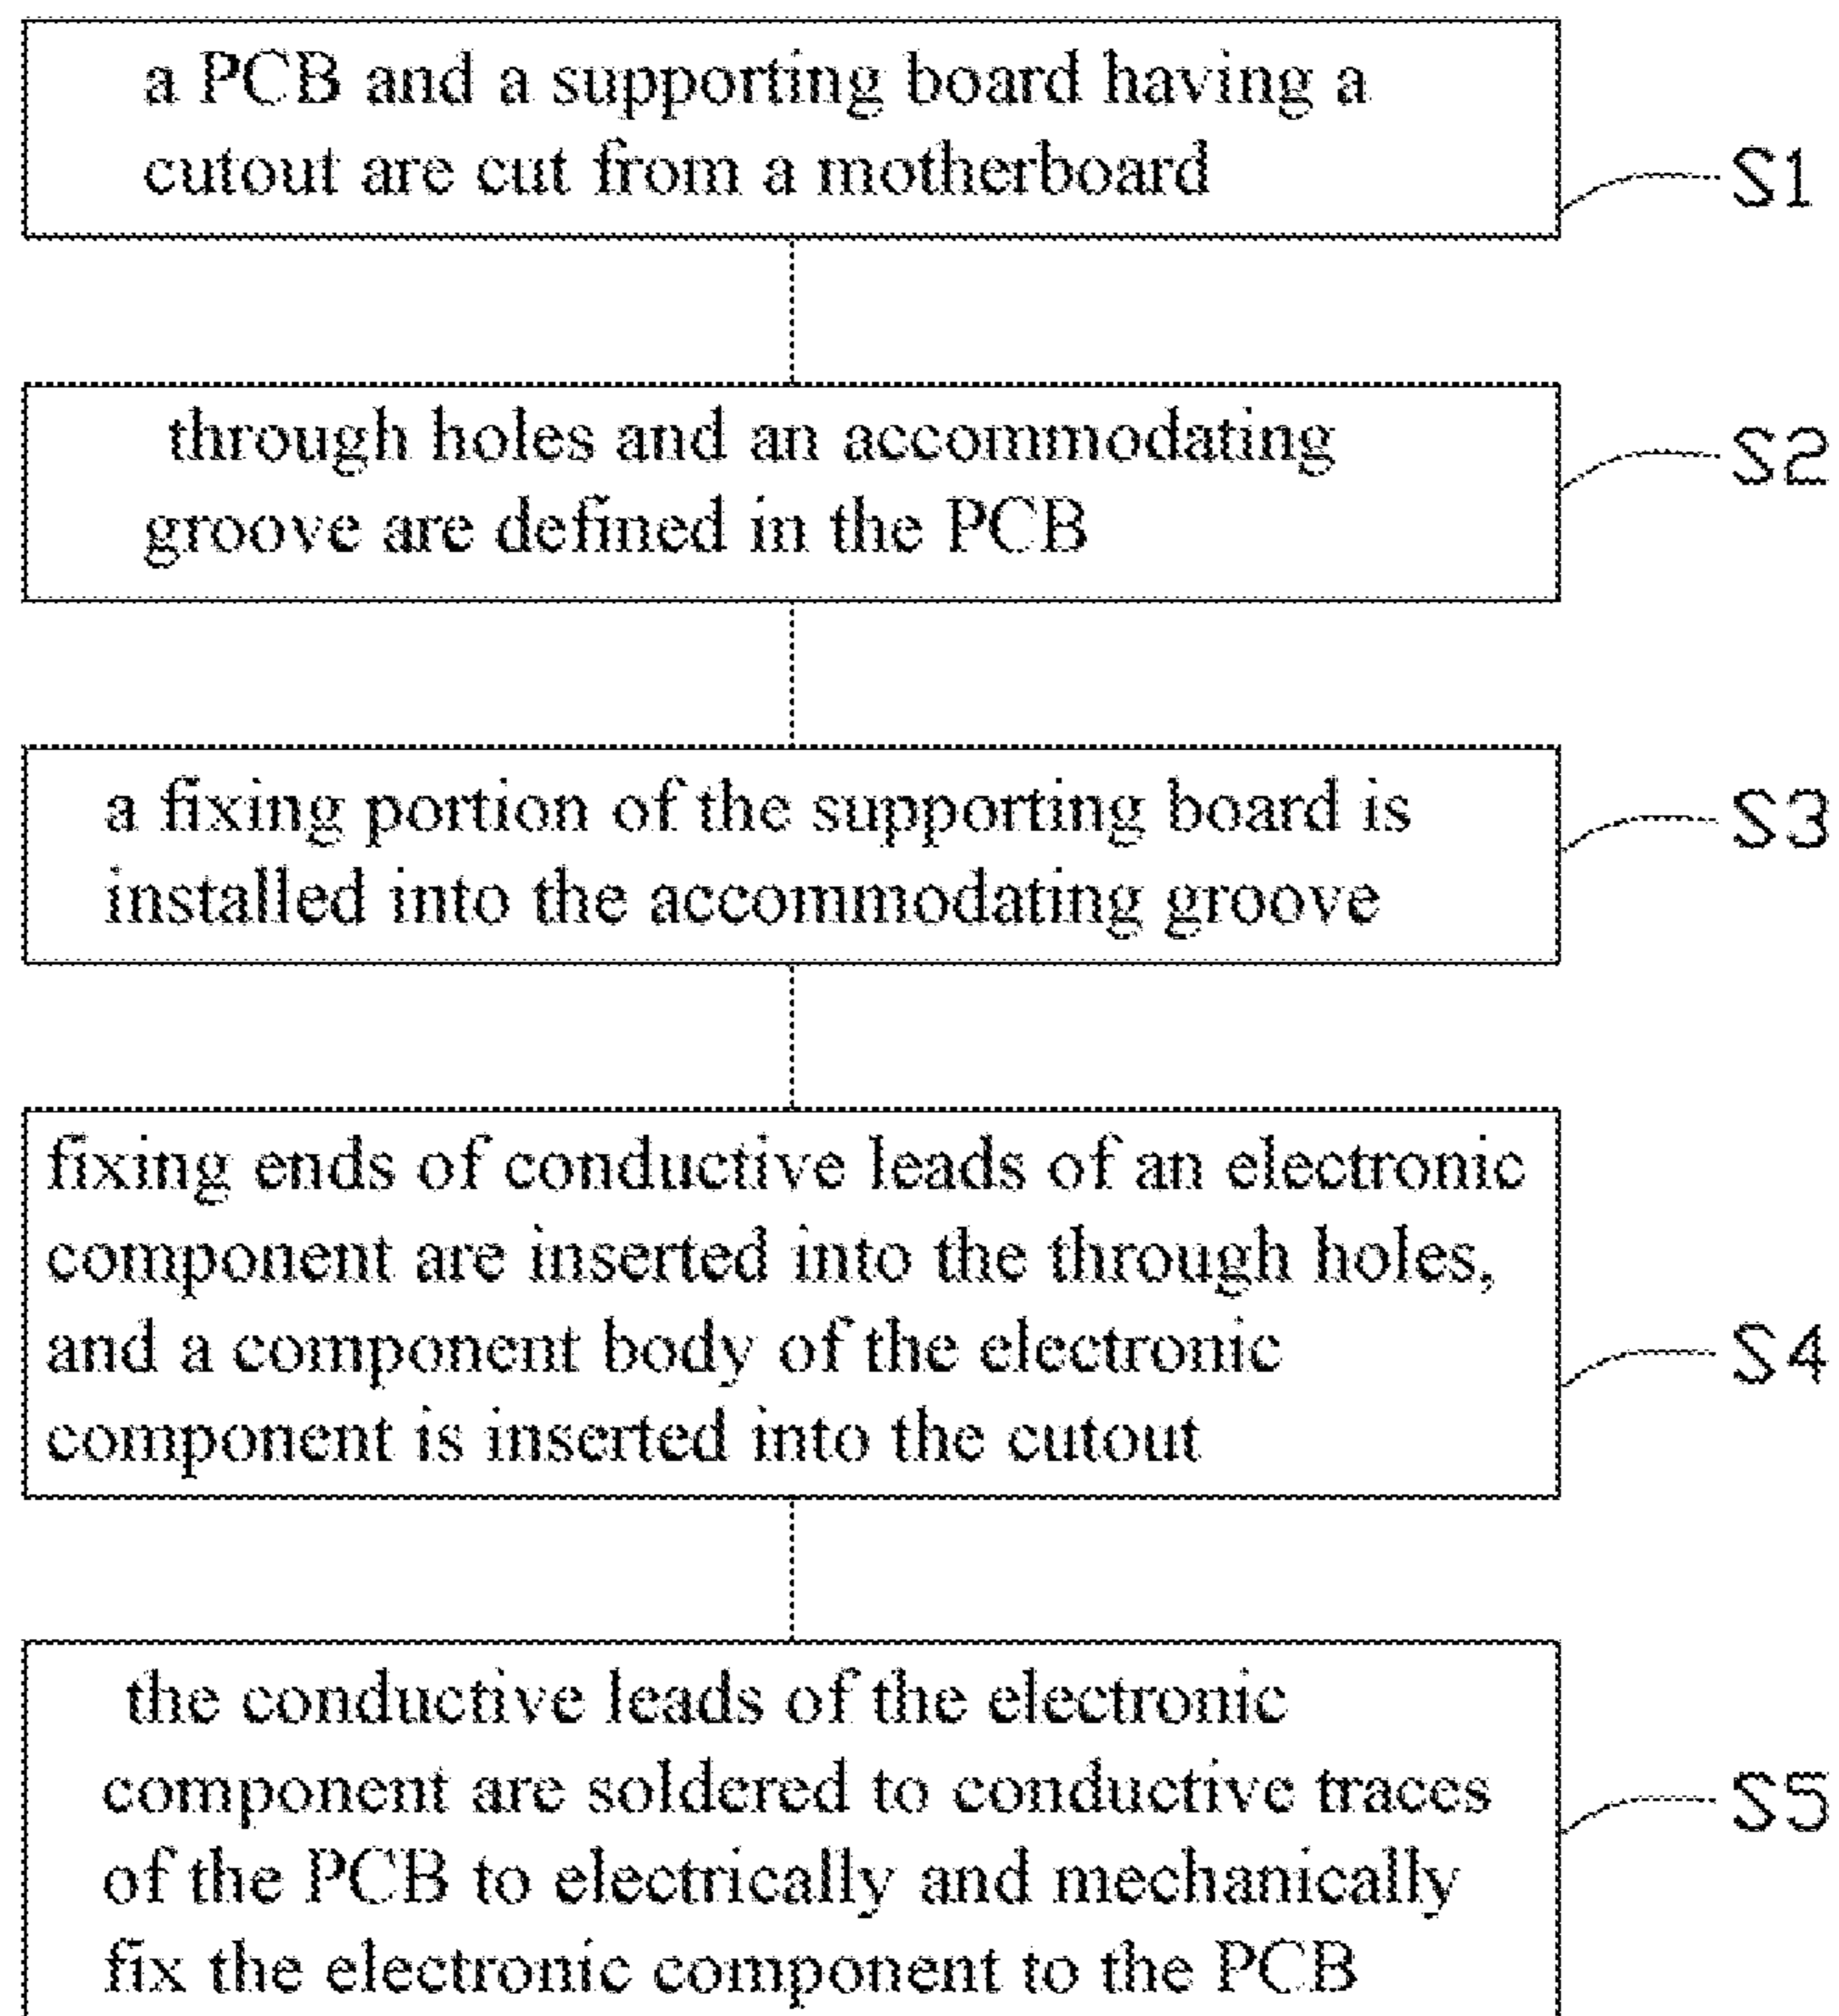 a PCB and a supporting board having a
cutout are cut from a motherboard
S1
through holes and an accommodating
groove are defined in the PCB
S2
a fixing portion of the supporting board is
installed into the accommodating groove
S3
fixing ends of conductive leads of an electronic
component are inserted into the through holes,
and a component body of the electronic
component is inserted into the cutout
S4
the conductive leads of the electronic
component are soldered to conductive traces
of the PCB to electrically and mechanically
fix the electronic component to the PCB
S5